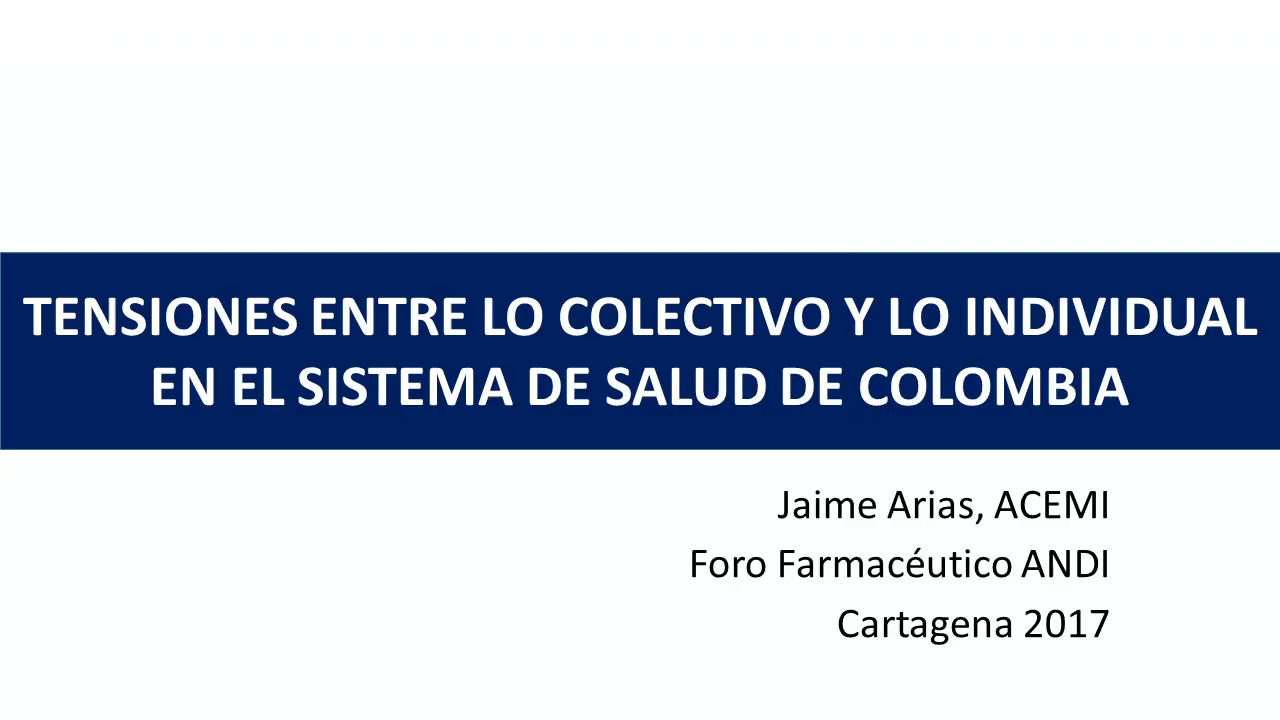 TENSIONES ENTRE LO COLECTIVO Y LO INDIVIDUAL
EN EL SISTEMA DE SALUD DE COLOMBIA
Jaime Arias, ACEMI
Foro Farmacéutico ANDI
Cartagena 2017